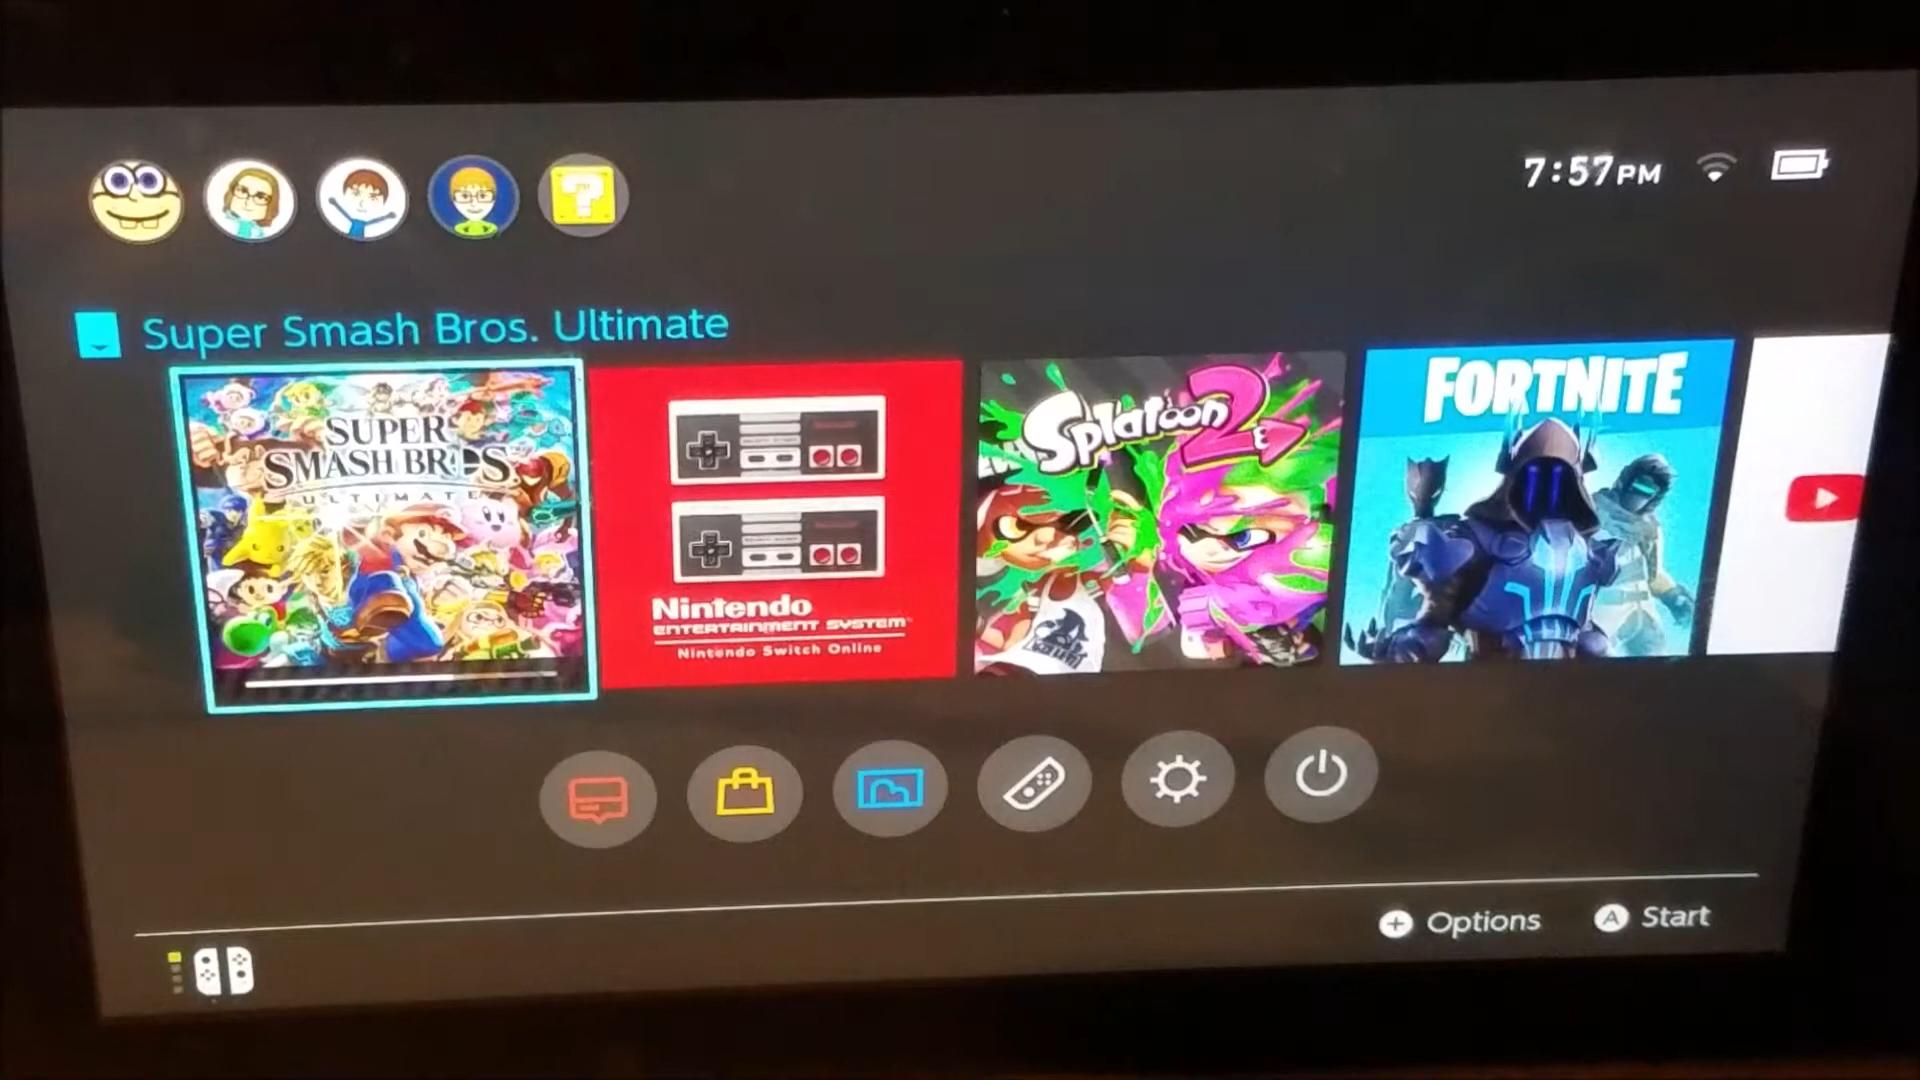 7:57PM
Super Smash Bros. Ultimate
SUPER
SMASH BROS.
ULTIMATE
Nintendo
ENTERTAINMENT SYSTEM™
Nintendo Switch Online
Splatoon 2
FORTNITE
+ Options
A Start